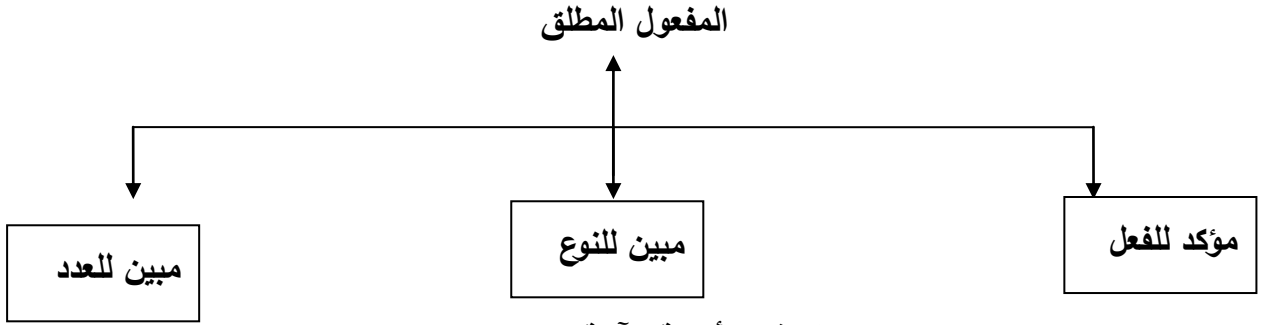 المفعول المطلق
مؤكد للفعل
مبين للنوع
مبين للعدد